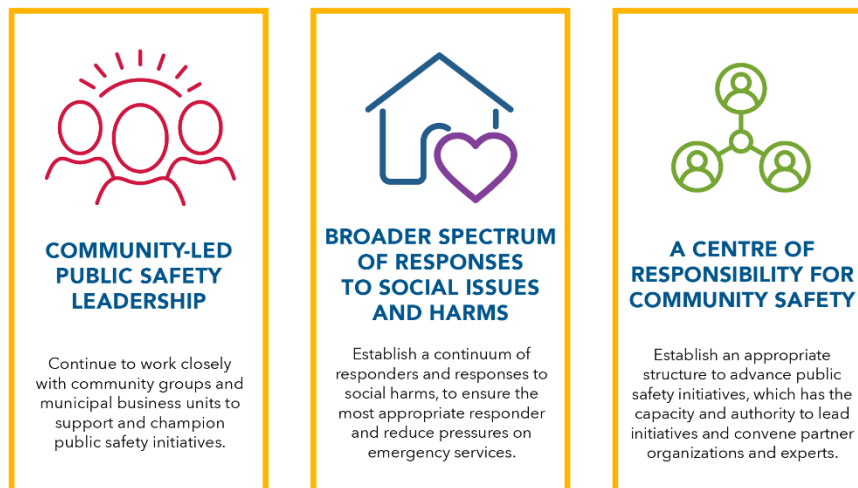 COMMUNITY-LED
PUBLIC SAFETY
LEADERSHIP
Continue to work closely
with community groups and
municipal business units to
support and champion
public safety initiatives.
BROADER SPECTRUM
OF RESPONSES
TO SOCIAL ISSUES
AND HARMS
Establish a continuum of
responders and responses to
social harms, to ensure the
most appropriate responder
and reduce pressures on
emergency services.
A CENTRE OF
RESPONSIBILITY FOR
COMMUNITY SAFETY
Establish an appropriate
structure to advance public
safety initiatives, which has the
capacity and authority to lead
initiatives and convene partner
organizations and experts.